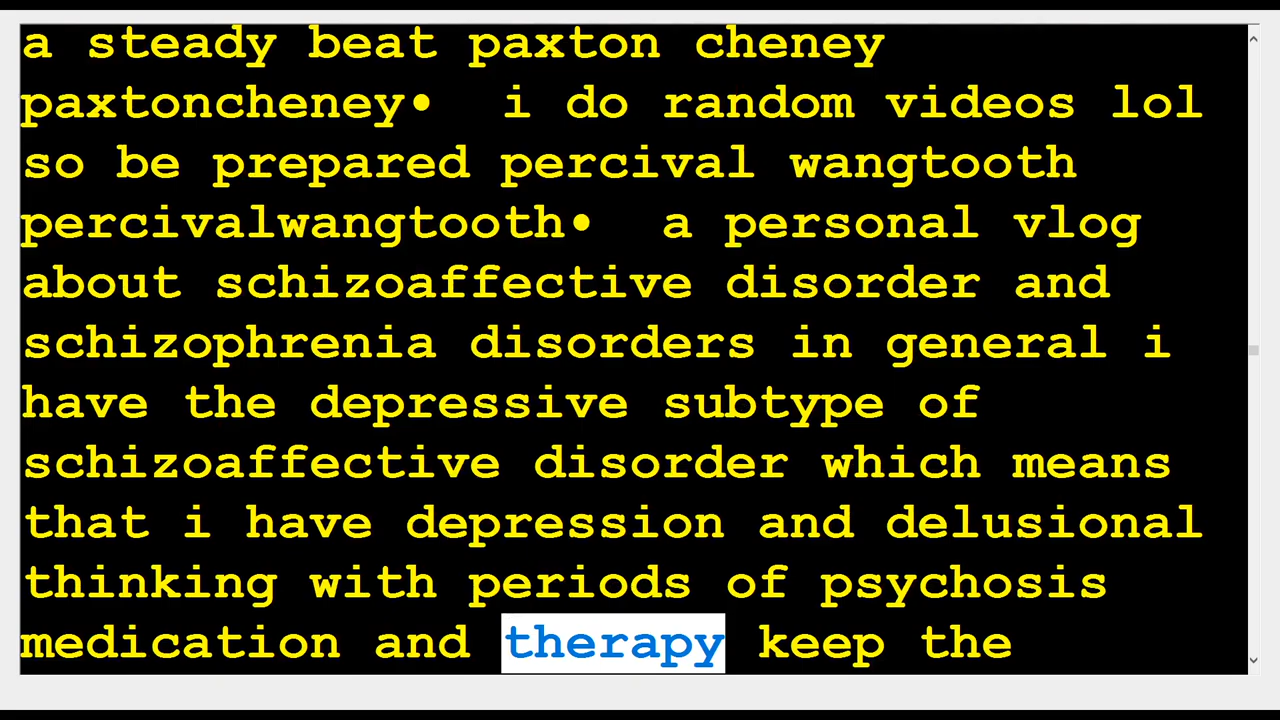 a steady beat paxton cheney
paxtoncheney•  i do random videos lol
so be prepared percival wangtooth
percivalwangtooth•  a personal vlog
about schizoaffective disorder and
schizophrenia disorders in general i
have the depressive subtype of
schizoaffective disorder which means
that i have depression and delusional
thinking with periods of psychosis
medication and therapy keep the